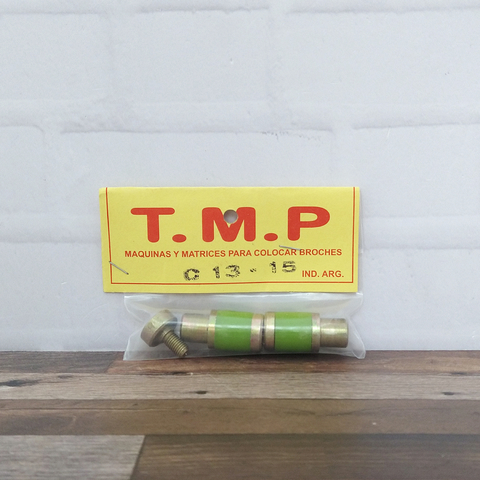 T.M.P
MAQUINAS Y MATRICES PARA COLOCAR BROCHES
C 13 - 15 IND. ARG.